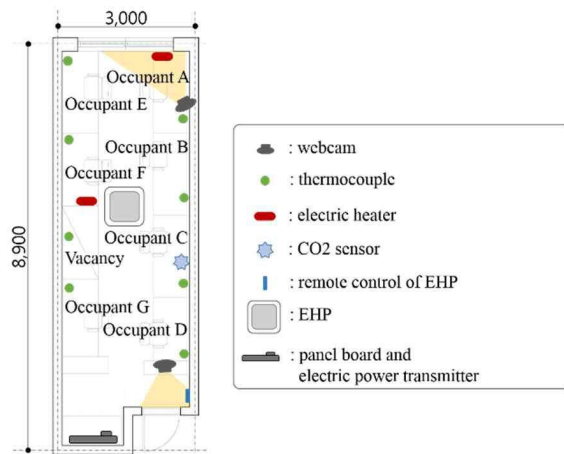 3,000
8,900
Occupant A
Occupant E
Occupant B
Occupant F
Occupant C
Vacancy
Occupant G
Occupant D
: webcam
: thermocouple
: electric heater
: CO2 sensor
: remote control of EHP
: EHP
: panel board and
electric power transmitter